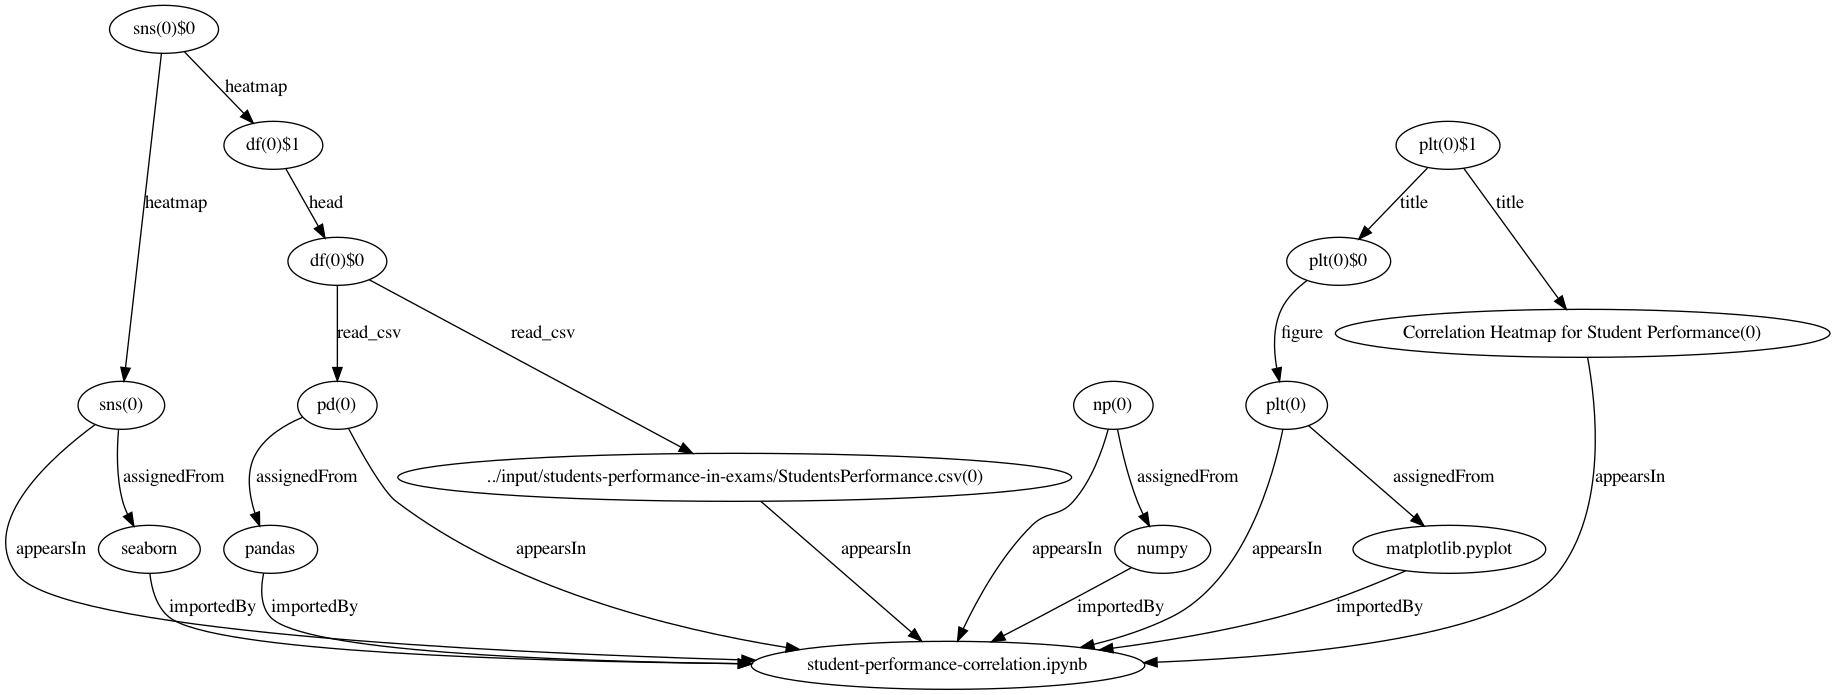 sns(0)$0
heatmap
df(0)$1
plt(0)$1
heatmap
head
title
title
df(0)$0
plt(0)$0
read_csv
read_csv
figure
Correlation Heatmap for Student Performance(0)
sns(0)
pd(0)
np(0)
plt(0)
assignedFrom
assignedFrom
../input/students-performance-in-exams/StudentsPerformance.csv(0)
assignedFrom
assignedFrom
appearsIn
appearsIn
seaborn
pandas
appearsIn
appearsIn
appearsIn
numpy
appearsIn
matplotlib.pyplot
importedBy
importedBy
importedBy
importedBy
student-performance-correlation.ipynb